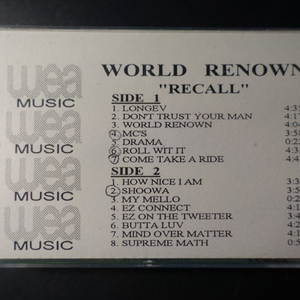 WORLD RENOWN
"RECALL"
SIDE 1
1. LONGEV
2. DON'T TRUST YOUR MAN
3. WORLD RENOWN
4. MC'S
5. DRAMA
6. ROLL WIT IT
7. COME TAKE A RIDE
SIDE 2
1. HOW NICE I AM
2. SHOOWA
3. MY MELLO
4. EZ CONNECT
5. EZ ON THE TWEETER
6. BUTTA LUV
7. MIND OVER MATTER
8. SUPREME MATH
wea
MUSIC
wea
MUSIC
wea
MUSIC
wea
MUSIC